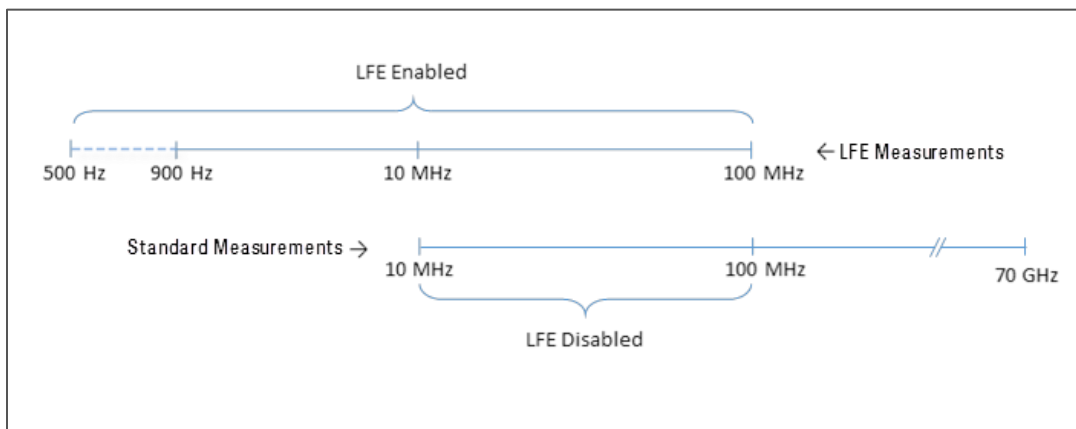 LFE Enabled
500 Hz 900 Hz 10 MHz 100 MHz ← LFE Measurements
Standard Measurements →
10 MHz 100 MHz 70 GHz
LFE Disabled